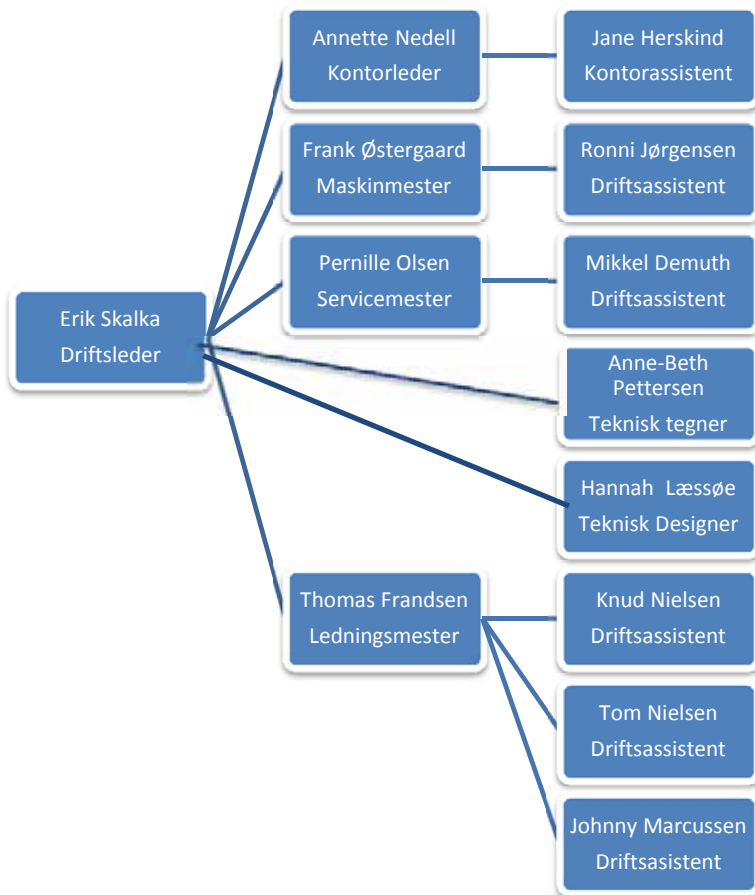 Annette Nedell
Kontorleder
Jane Herskind
Kontorassistent
Frank Østergaard
Maskinmester
Ronni Jørgensen
Driftsassistent
Pernille Olsen
Servicemester
Mikkel Demuth
Driftsassistent
Erik Skalka
Driftsleder
Anne-Beth
Pettersen
Teknisk tegner
Hannah Læssøe
Teknisk Designer
Thomas Frandsen
Ledningsmester
Knud Nielsen
Driftsassistent
Tom Nielsen
Driftsassistent
Johnny Marcussen
Driftsasistent